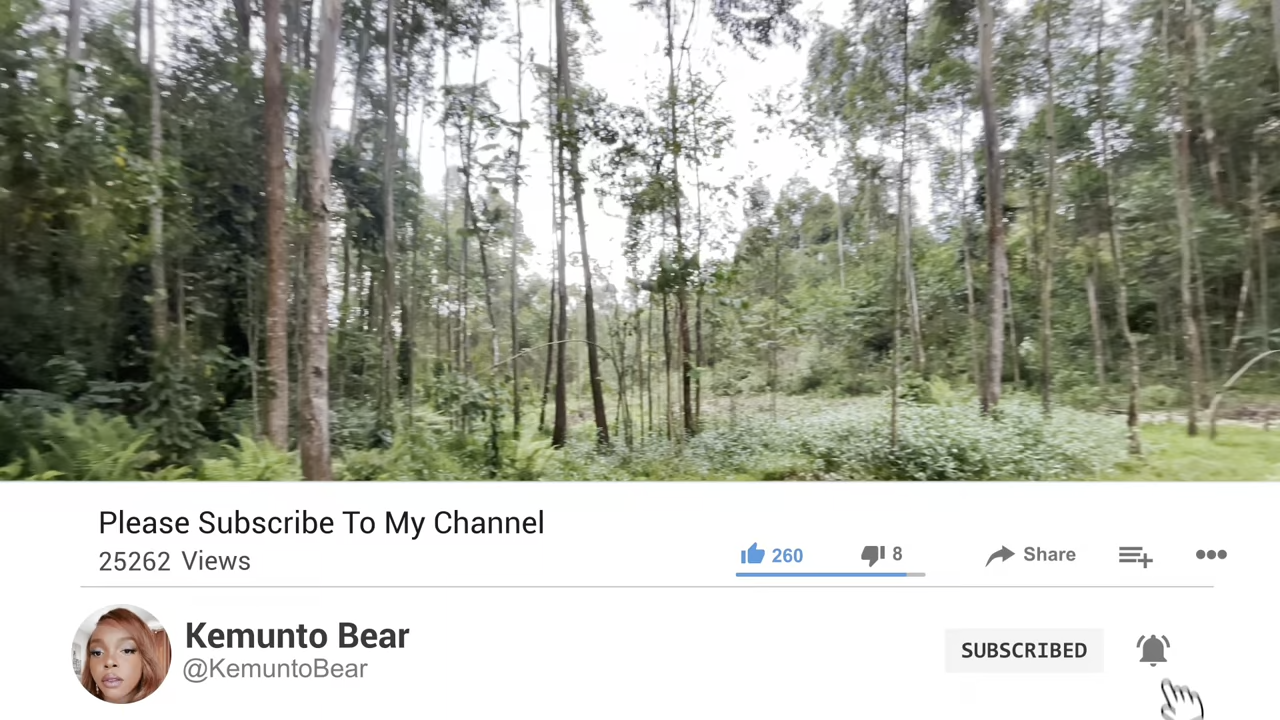 Please Subscribe To My Channel
25262 Views
260
8
Share
Kemunto Bear
@KemuntoBear
SUBSCRIBED